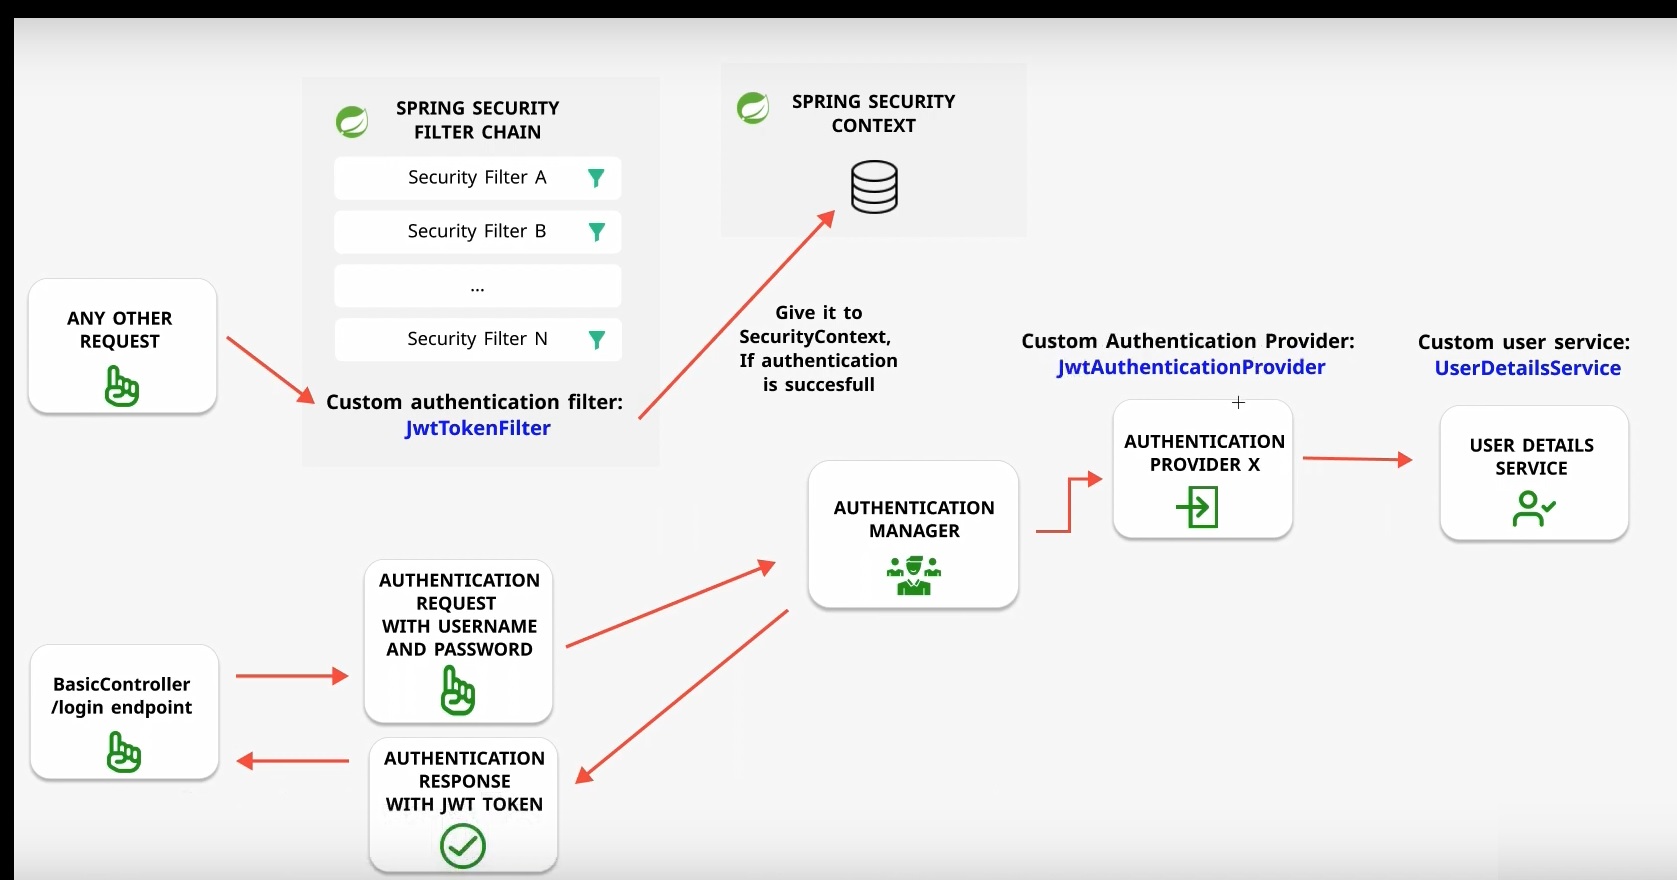 SPRING SECURITY
FILTER CHAIN
Security Filter A
Security Filter B
...
Security Filter N
Custom authentication filter:
JwtTokenFilter
SPRING SECURITY
CONTEXT
ANY OTHER
REQUEST
Give it to
SecurityContext,
If authentication
is succesfull
Custom Authentication Provider:
JwtAuthenticationProvider
Custom user service:
UserDetailsService
AUTHENTICATION
PROVIDER X
USER DETAILS
SERVICE
AUTHENTICATION
MANAGER
AUTHENTICATION
REQUEST
WITH USERNAME
AND PASSWORD
BasicController
/login endpoint
AUTHENTICATION
RESPONSE
WITH JWT TOKEN